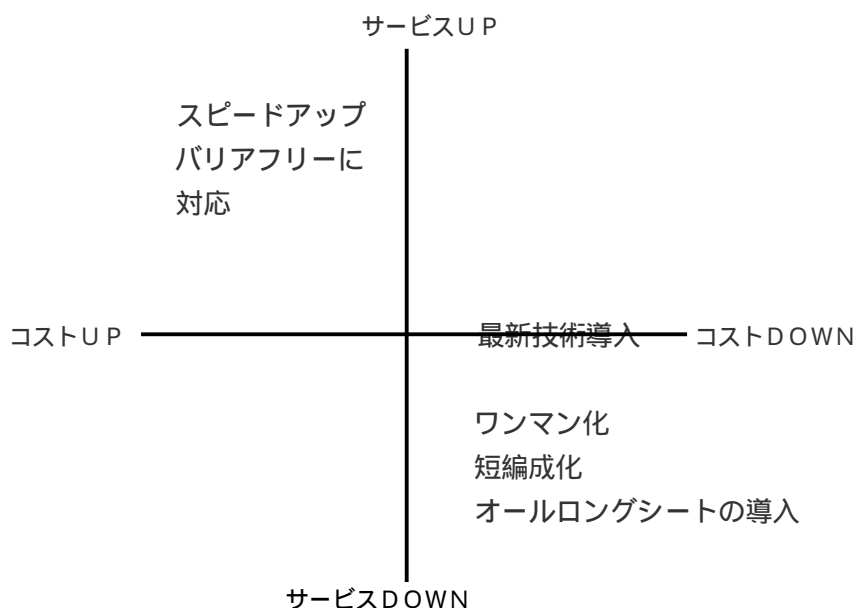 サービスＵＰ
スピードアップ
バリアフリーに
対応
コストＵＰ
最新技術導入
コストＤＯＷＮ
ワンマン化
短編成化
オールロングシートの導入
サービスＤＯＷＮ